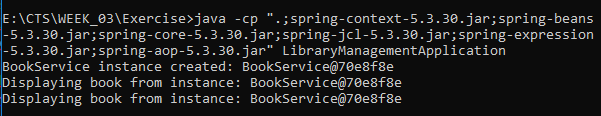 E:\CTS\WEEK_03\Exercise>java -cp ".;spring-context-5.3.30.jar;spring-beans
-5.3.30.jar;spring-core-5.3.30.jar;spring-jcl-5.3.30.jar;spring-expression
-5.3.30.jar;spring-aop-5.3.30.jar" LibraryManagementApplication
BookService instance created: BookService@70e8f8e
Displaying book from instance: BookService@70e8f8e
Displaying book from instance: BookService@70e8f8e